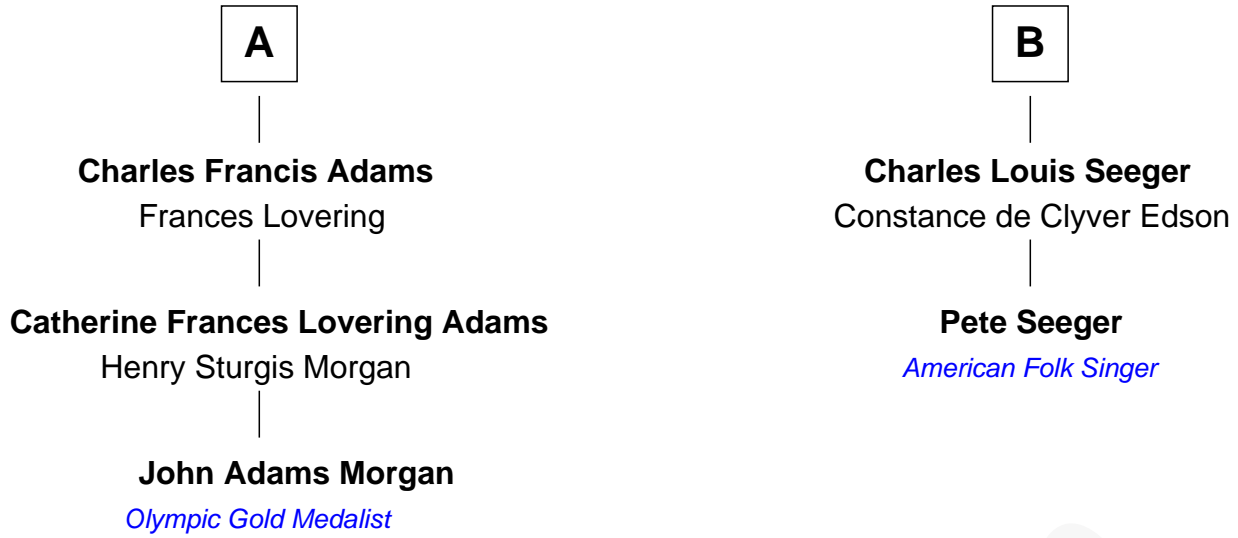 A
Charles Francis Adams
Frances Lovering
Catherine Frances Lovering Adams
Henry Sturgis Morgan
John Adams Morgan
Olympic Gold Medalist
B
Charles Louis Seeger
Constance de Clyver Edson
Pete Seeger
American Folk Singer